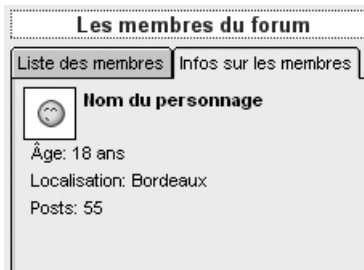 Les membres du forum
Liste des membres Infos sur les membres
Nom du personnage
Âge: 18 ans
Localisation: Bordeaux
Posts: 55